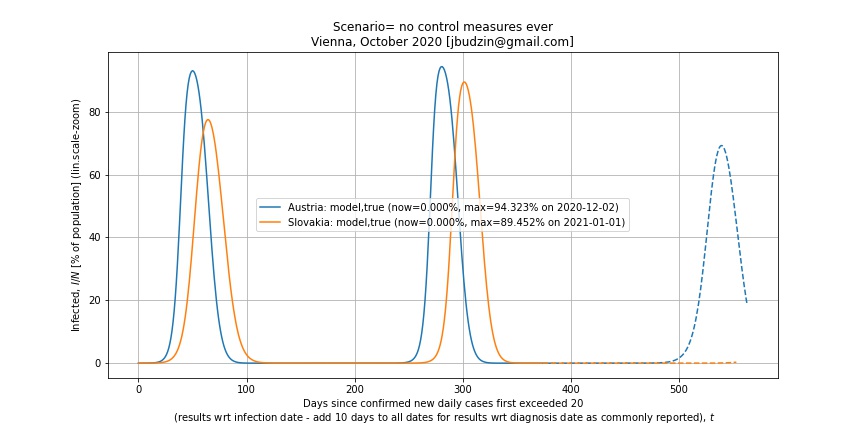 Scenario= no control measures ever
Vienna, October 2020 [jbudzin@gmail.com]
Infected, I/N [% of population] (lin.scale-zoom)
80
60
40
20
0
Austria: model,true (now=0.000%, max=94.323% on 2020-12-02)
Slovakia: model,true (now=0.000%, max=89.452% on 2021-01-01)
0 100 200 300 400 500
Days since confirmed new daily cases first exceeded 20
(results wrt infection date - add 10 days to all dates for results wrt diagnosis date as commonly reported), t